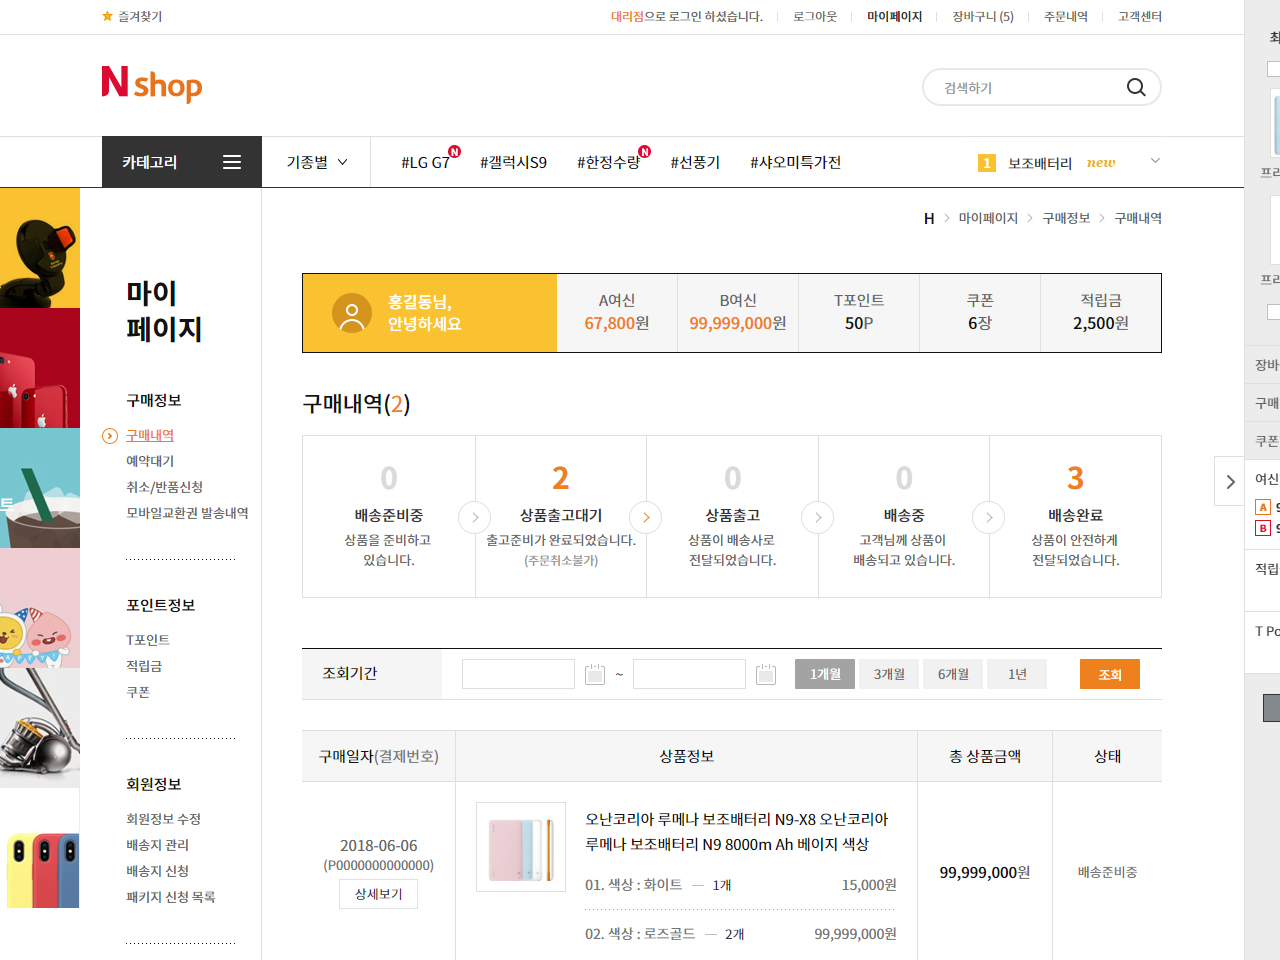 즐겨찾기
대리점으로 로그인 하셨습니다.
로그아웃
마이페이지
장바구니 (5)
주문내역
고객센터
N shop
검색하기
카테고리
기종별
#LG G7 N
#갤럭시S9
#한정수량 N
#선풍기
#샤오미특가전
1 보조배터리 new
H 마이페이지 구매정보 구매내역
마이
페이지
구매정보
구매내역
예약대기
취소/반품신청
모바일교환권 발송내역
포인트정보
T포인트
적립금
쿠폰
회원정보
회원정보 수정
배송지 관리
배송지 신청
패키지 신청 목록
홍길동님,
안녕하세요
A여신
67,800원
B여신
99,999,000원
T포인트
50P
쿠폰
6장
적립금
2,500원
구매내역(2)
0
배송준비중
상품을 준비하고
있습니다.
2
상품출고대기
출고준비가 완료되었습니다.
(주문취소불가)
0
상품출고
상품이 배송사로
전달되었습니다.
0
배송중
고객님께 상품이
배송되고 있습니다.
3
배송완료
상품이 안전하게
전달되었습니다.
조회기간
~
1개월
3개월
6개월
1년
조회
구매일자(결제번호)
상품정보
총 상품금액
상태
2018-06-06
(P0000000000000)
상세보기
오난코리아 루메나 보조배터리 N9-X8 오난코리아
루메나 보조배터리 N9 8000m Ah 베이지 색상
01. 색상 : 화이트 — 1개 15,000원
02. 색상 : 로즈골드 — 2개 99,999,000원
99,999,000원
배송준비중
최
프리
프리
장바
구매
쿠폰
여신
A 9
B 9
적립
T Po
토